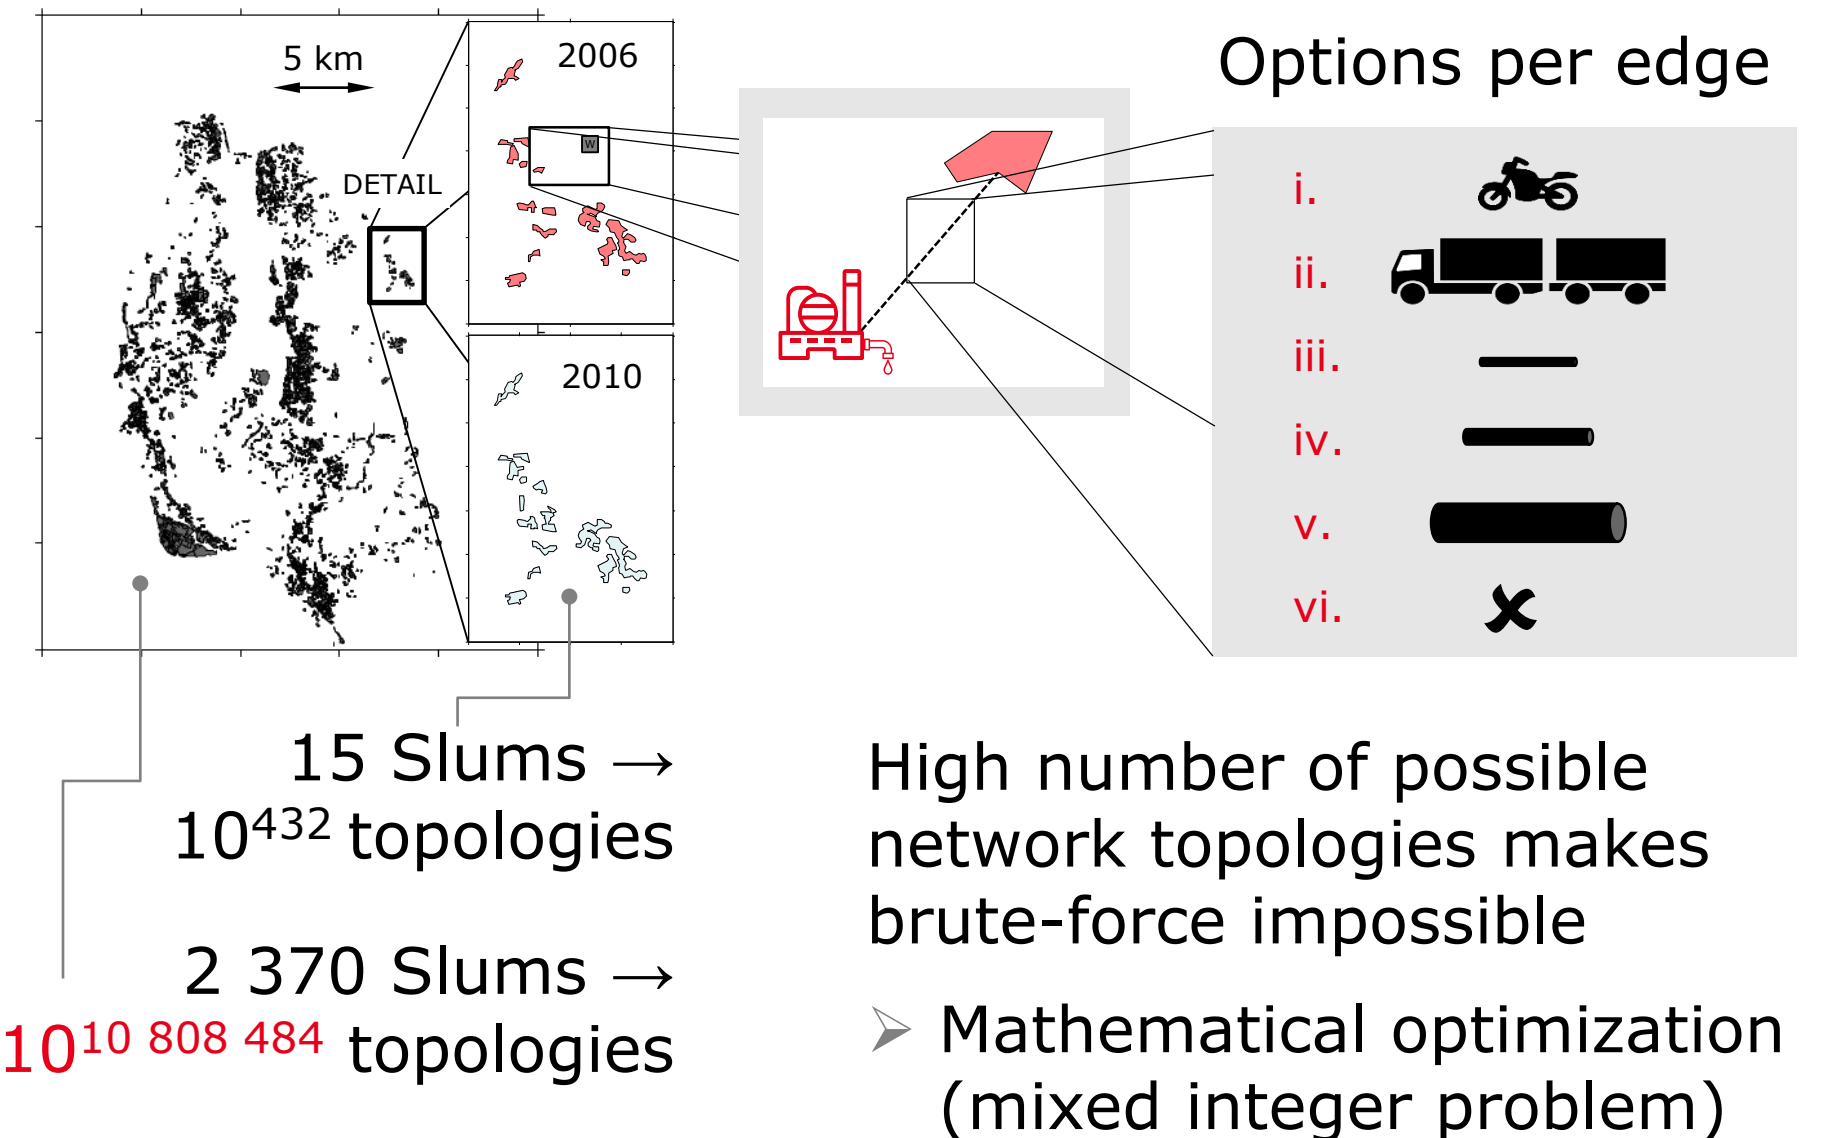 5 km
DETAIL
2006
W
2010
Options per edge
i.
ii.
iii.
iv.
v.
vi.
15 Slums →
10⁴³² topologies
2 370 Slums →
10¹⁰ ⁸⁰⁸ ⁴⁸⁴ topologies
High number of possible
network topologies makes
brute-force impossible
Mathematical optimization
(mixed integer problem)